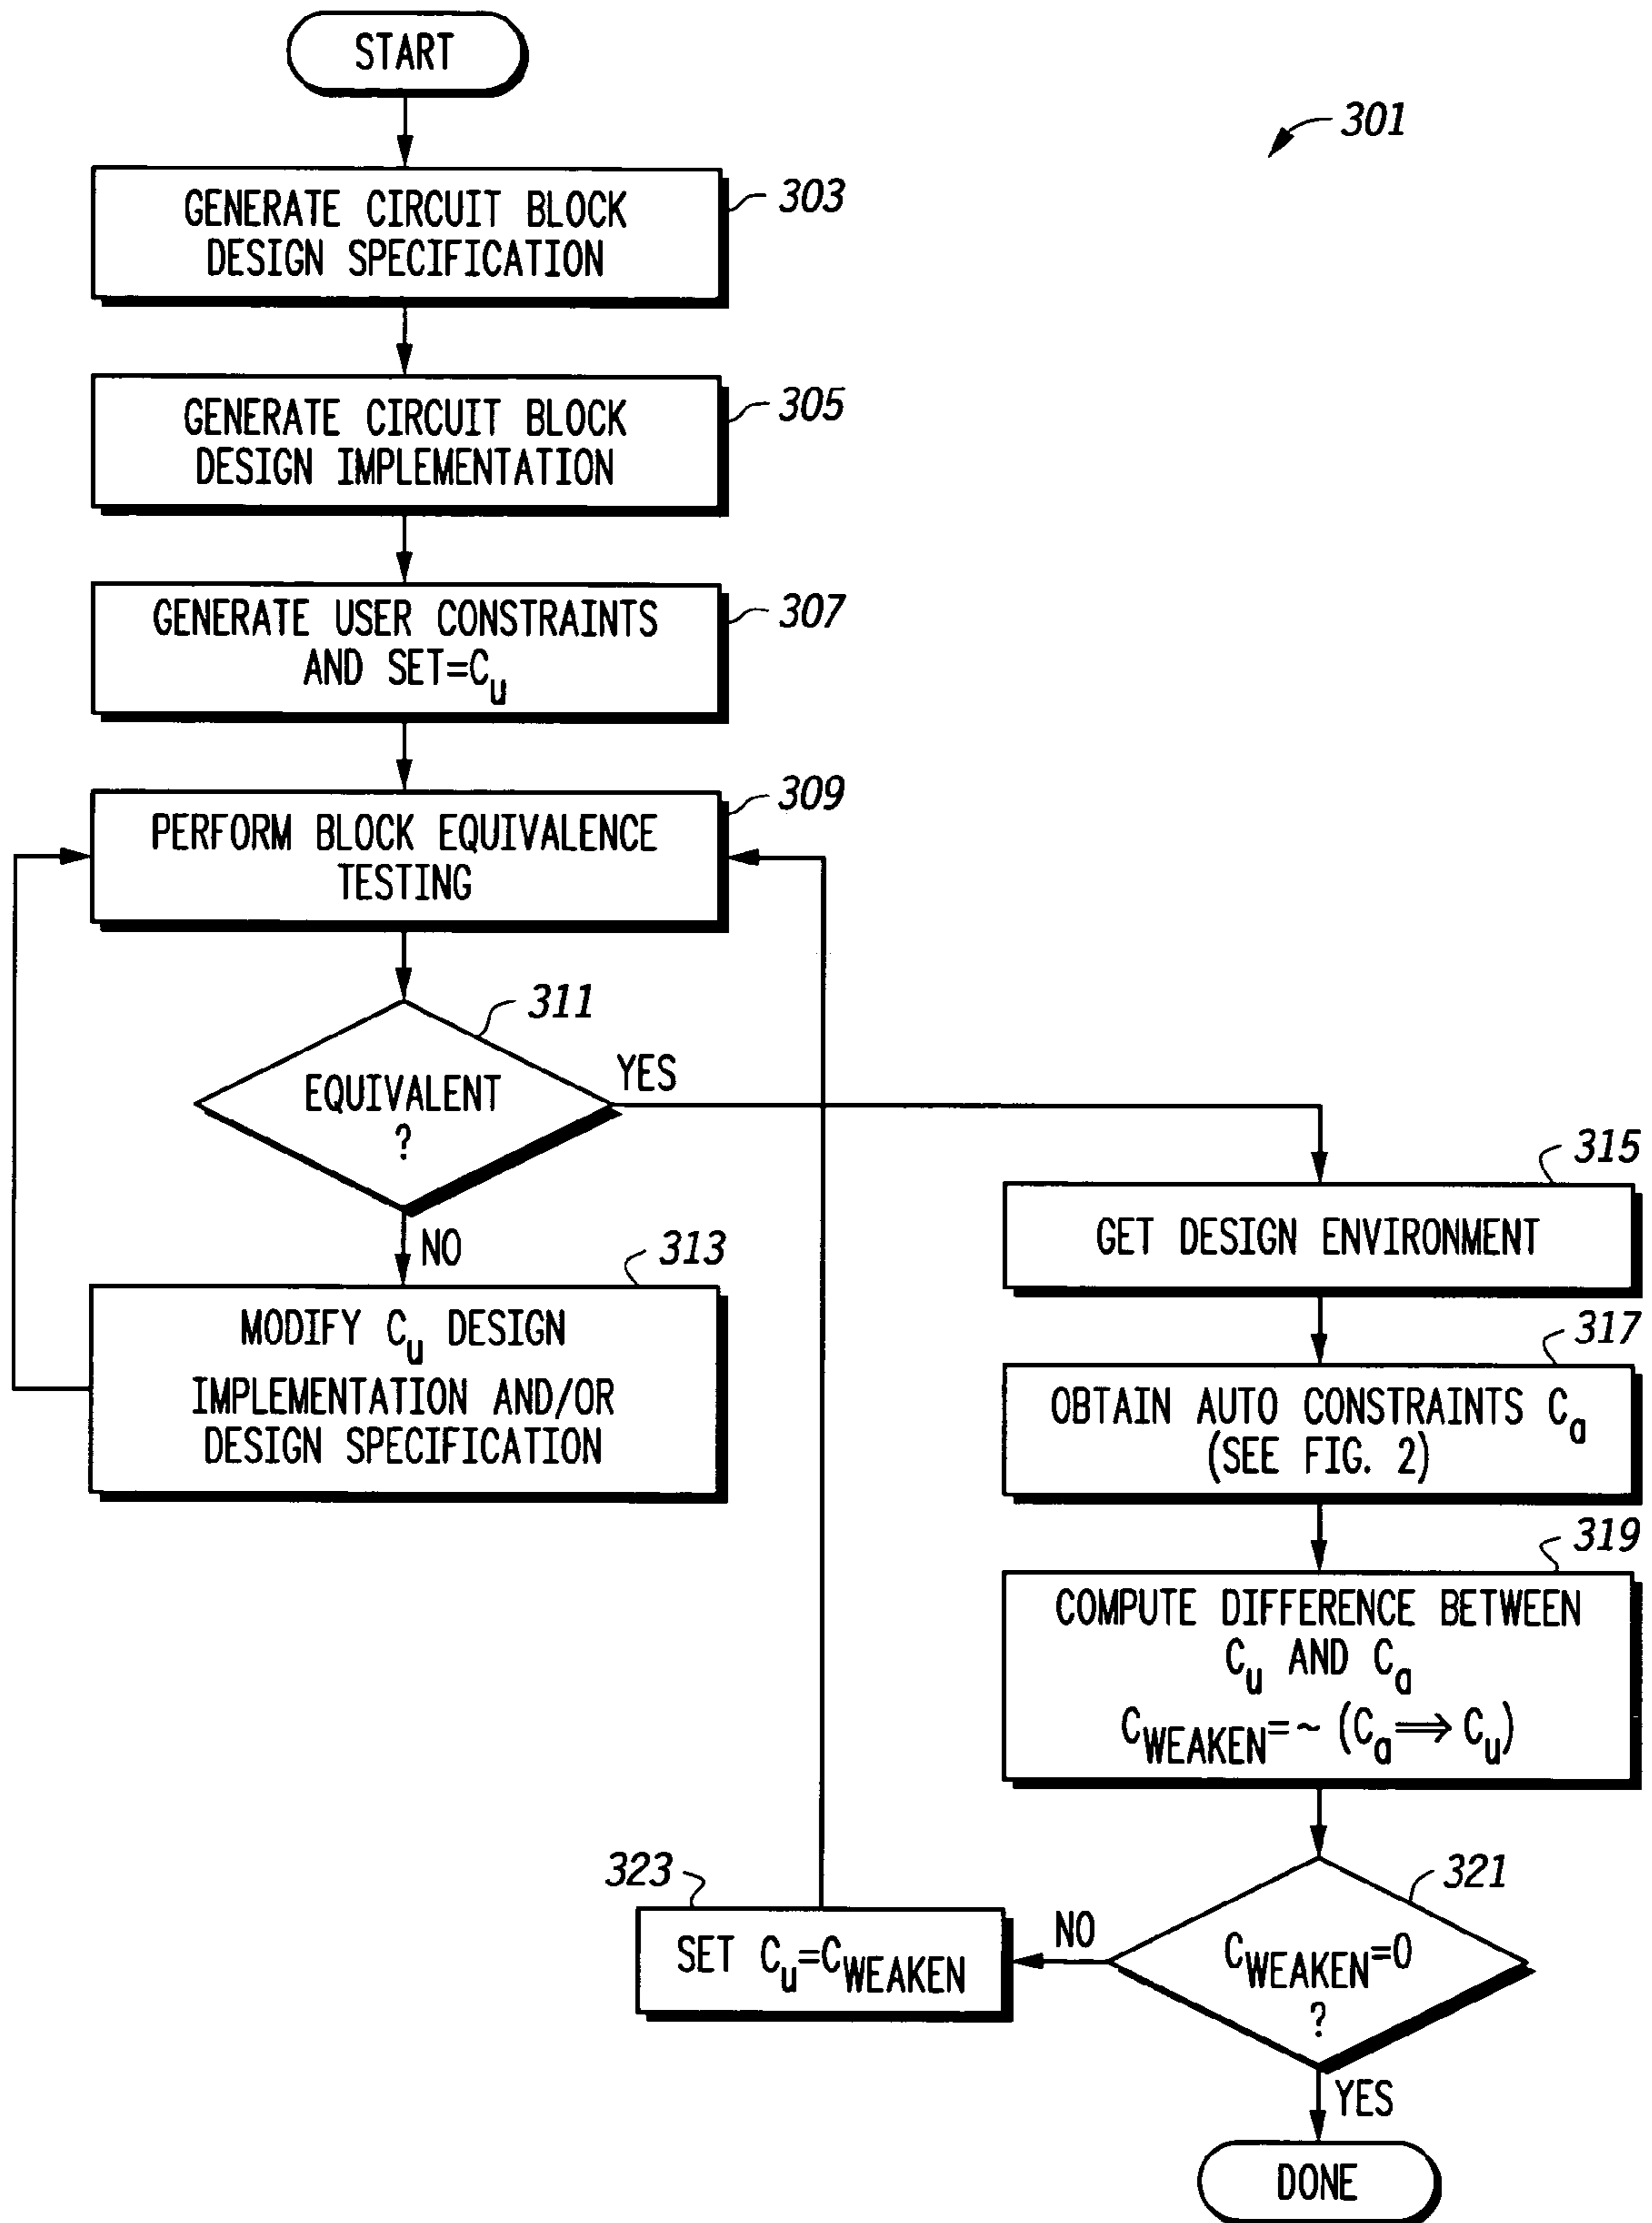 START
301
GENERATE CIRCUIT BLOCK
DESIGN SPECIFICATION
303
GENERATE CIRCUIT BLOCK
DESIGN IMPLEMENTATION
305
GENERATE USER CONSTRAINTS
AND SET=Cu
307
PERFORM BLOCK EQUIVALENCE
TESTING
309
EQUIVALENT
?
311
YES
NO
MODIFY Cu DESIGN
IMPLEMENTATION AND/OR
DESIGN SPECIFICATION
313
GET DESIGN ENVIRONMENT
315
OBTAIN AUTO CONSTRAINTS Ca
(SEE FIG. 2)
317
COMPUTE DIFFERENCE BETWEEN
Cu AND Ca
CWEAKEN=~ (Ca⟹Cu)
319
CWEAKEN=0
?
321
NO
SET Cu=CWEAKEN
323
YES
DONE